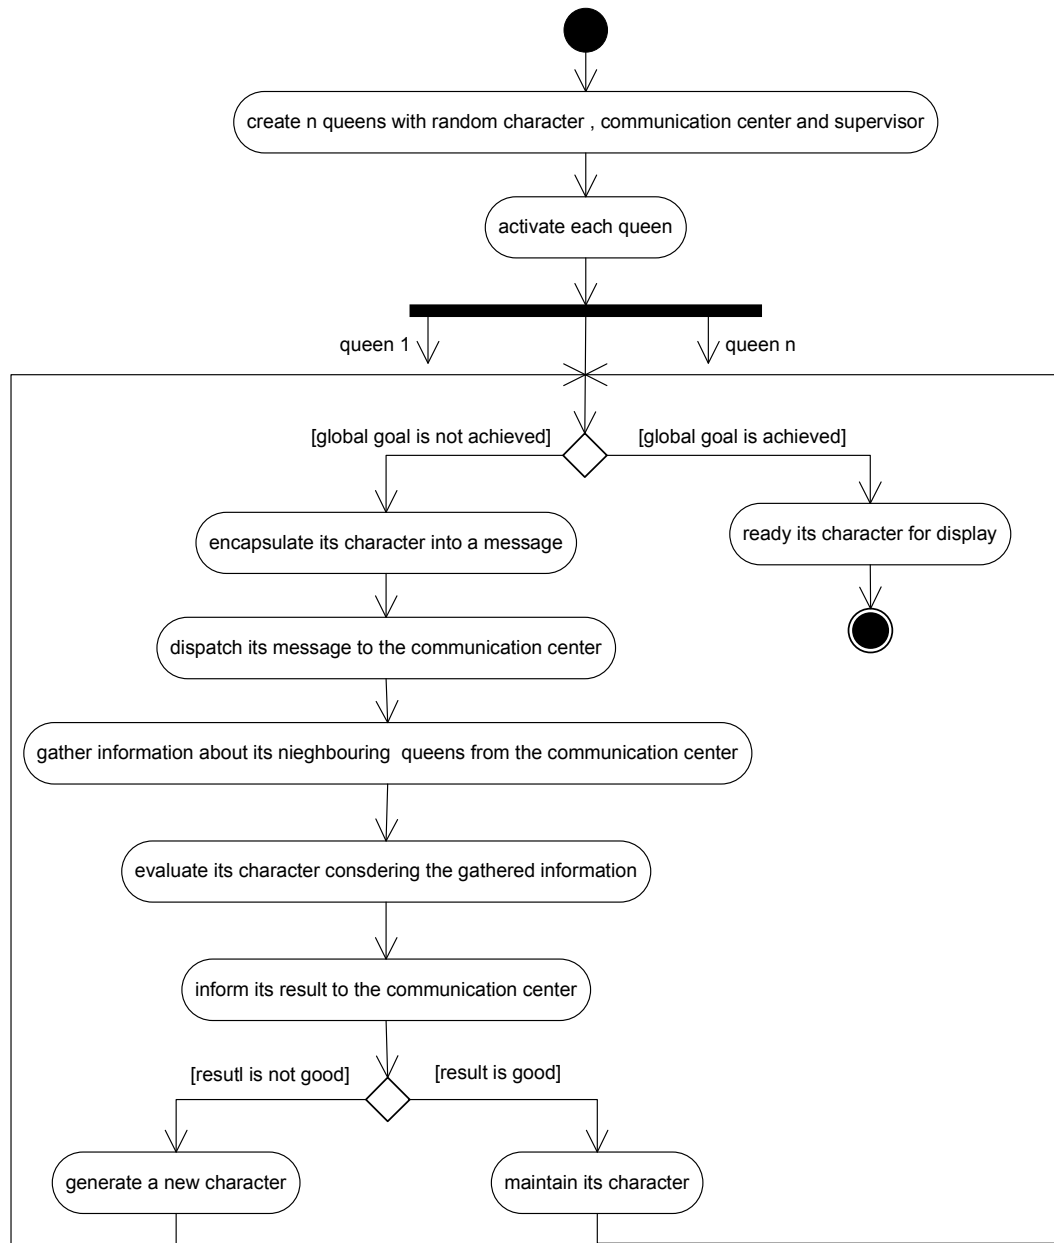 create n queens with random character , communication center and supervisor
activate each queen
queen 1
queen n
[global goal is not achieved]
[global goal is achieved]
encapsulate its character into a message
ready its character for display
dispatch its message to the communication center
gather information about its nieghbouring  queens from the communication center
evaluate its character consdering the gathered information
inform its result to the communication center
[resutl is not good]
[result is good]
generate a new character
maintain its character